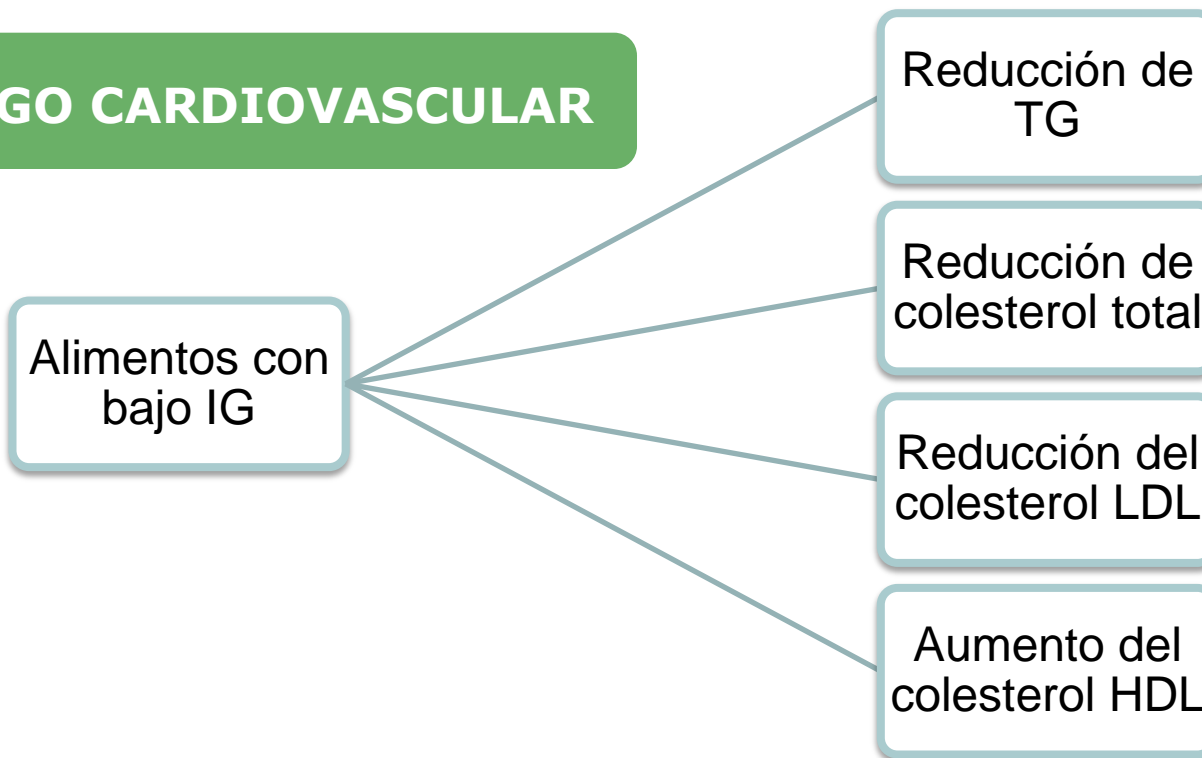 GO CARDIOVASCULAR
Alimentos con
bajo IG
Reducción de
TG
Reducción de
colesterol total
Reducción del
colesterol LDL
Aumento del
colesterol HDL